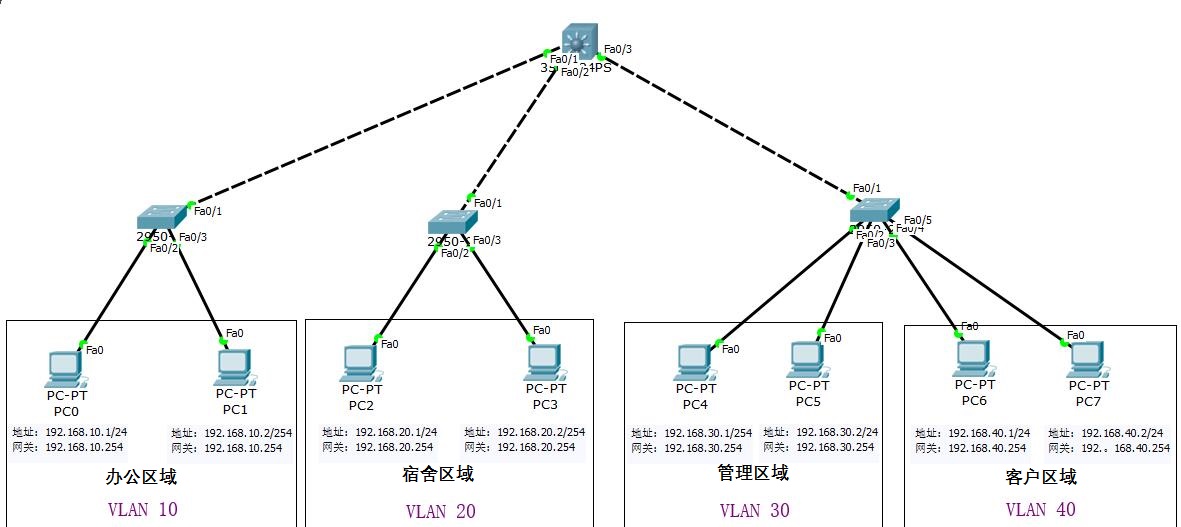 Fa0/3
Fa0/1
Fa0/2
Fa0/1
Fa0/3
Fa0/2
Fa0/1
Fa0/3
Fa0/2
Fa0/1
Fa0/5
Fa0/4
Fa0/2
Fa0/3
Fa0
PC-PT
PC0
Fa0
PC-PT
PC1
Fa0
PC-PT
PC2
Fa0
PC-PT
PC3
Fa0
PC-PT
PC4
Fa0
PC-PT
PC5
Fa0
PC-PT
PC6
Fa0
PC-PT
PC7
地址: 192.168.10.1/24
网关: 192.168.10.254
地址: 192.168.10.2/254
网关: 192.168.10.254
办公区域
VLAN 10
地址: 192.168.20.1/24
网关: 192.168.20.254
地址: 192.168.20.2/254
网关: 192.168.20.254
宿舍区域
VLAN 20
地址: 192.168.30.1/254
网关: 192.168.30.254
地址: 192.168.30.2/24
网关: 192.168.30.254
管理区域
VLAN 30
地址: 192.168.40.1/24
网关: 192.168.40.254
地址: 192.168.40.2/24
网关: 192.。168.40.254
客户区域
VLAN 40